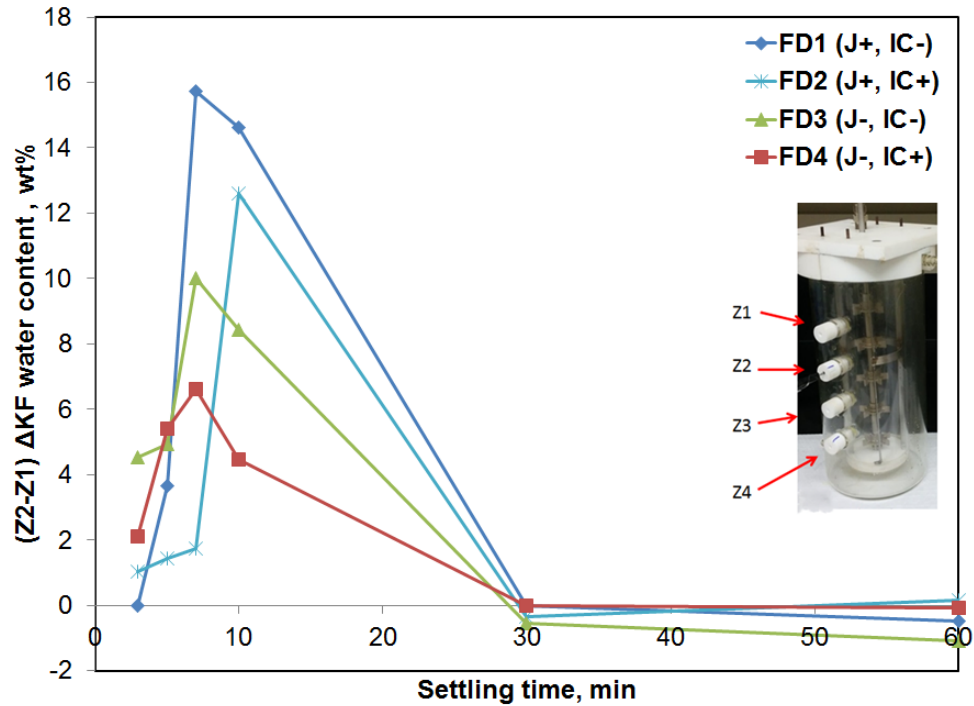 (Z2-Z1) ΔKF water content , wt%
18
16
14
12
10
8
6
4
2
0
-2
0
10
20
30
40
50
60
Settling time, min
FD1 (J+, IC-)
FD2 (J+, IC+)
FD3 (J-, IC-)
FD4 (J-, IC+)
Z1
Z2
Z3
Z4